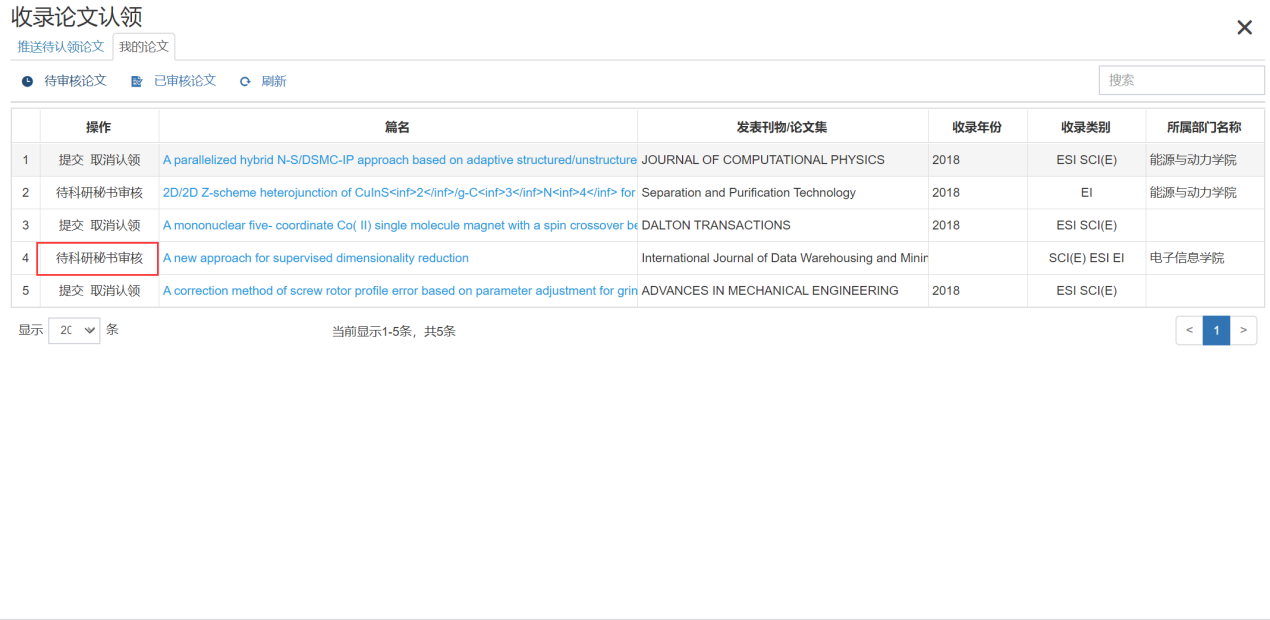 收录论文认领
推送待认领论文 我的论文
待审核论文 已审核论文 刷新 搜索
操作 篇名 发表刊物/论文集 收录年份 收录类别 所属部门名称
1 提交 取消认领 A parallelized hybrid N-S/DSMC-IP approach based on adaptive structured/unstructure JOURNAL OF COMPUTATIONAL PHYSICS 2018 ESI SCI(E) 能源与动力学院
2 待科研秘书审核 2D/2D Z-scheme heterojunction of CuInS<inf>2</inf>/g-C<inf>3</inf>N<inf>4</inf> for Separation and Purification Technology 2018 EI 能源与动力学院
3 提交 取消认领 A mononuclear five- coordinate Co( II) single molecule magnet with a spin crossover be DALTON TRANSACTIONS 2018 ESI SCI(E)
4 待科研秘书审核 A new approach for supervised dimensionality reduction International Journal of Data Warehousing and Minin SCI(E) ESI EI 电子信息学院
5 提交 取消认领 A correction method of screw rotor profile error based on parameter adjustment for grin ADVANCES IN MECHANICAL ENGINEERING 2018 ESI SCI(E)
显示 20 条 当前显示1-5条，共5条 < 1 >